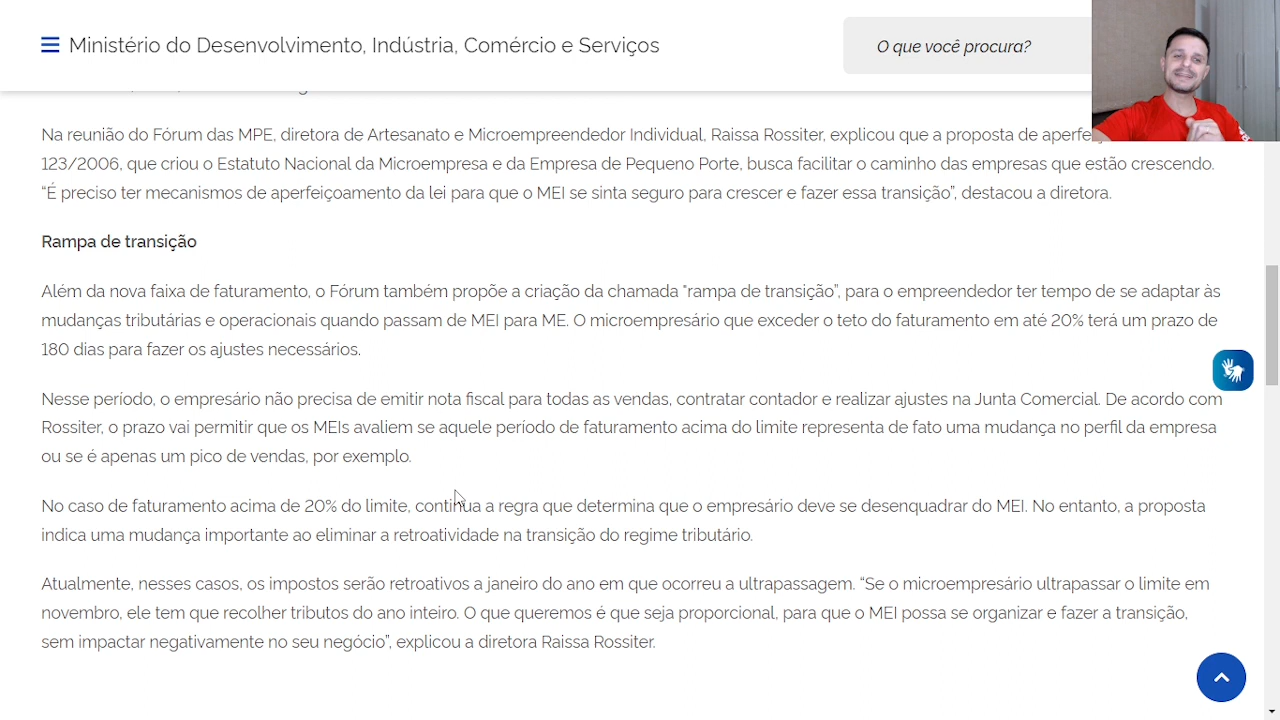 Ministério do Desenvolvimento, Indústria, Comércio e Serviços
O que você procura?
Na reunião do Fórum das MPE, diretora de Artesanato e Microempreendedor Individual, Raissa Rossiter, explicou que a proposta de
123/2006, que criou o Estatuto Nacional da Microempresa e da Empresa de Pequeno Porte, busca facilitar o caminho das empresas que estão crescendo.
“É preciso ter mecanismos de aperfeiçoamento da lei para que o MEI se sinta seguro para crescer e fazer essa transição”, destacou a diretora.
Rampa de transição
Além da nova faixa de faturamento, o Fórum também propõe a criação da chamada “rampa de transição”, para o empreendedor ter tempo de se adaptar às
mudanças tributárias e operacionais quando passam de MEI para ME. O microempresário que exceder o teto do faturamento em até 20% terá um prazo de
180 dias para fazer os ajustes necessários.
Nesse período, o empresário não precisa de emitir nota fiscal para todas as vendas, contratar contador e realizar ajustes na Junta Comercial. De acordo com
Rossiter, o prazo vai permitir que os MEIs avaliem se aquele período de faturamento acima do limite representa de fato uma mudança no perfil da empresa
ou se é apenas um pico de vendas, por exemplo.
No caso de faturamento acima de 20% do limite, continua a regra que determina que o empresário deve se desenquadrar do MEI. No entanto, a proposta
indica uma mudança importante ao eliminar a retroatividade na transição do regime tributário.
Atualmente, nesses casos, os impostos serão retroativos a janeiro do ano em que ocorreu a ultrapassagem. “Se o microempresário ultrapassar o limite em
novembro, ele tem que recolher tributos do ano inteiro. O que queremos é que seja proporcional, para que o MEI possa se organizar e fazer a transição,
sem impactar negativamente no seu negócio”, explicou a diretora Raissa Rossiter.